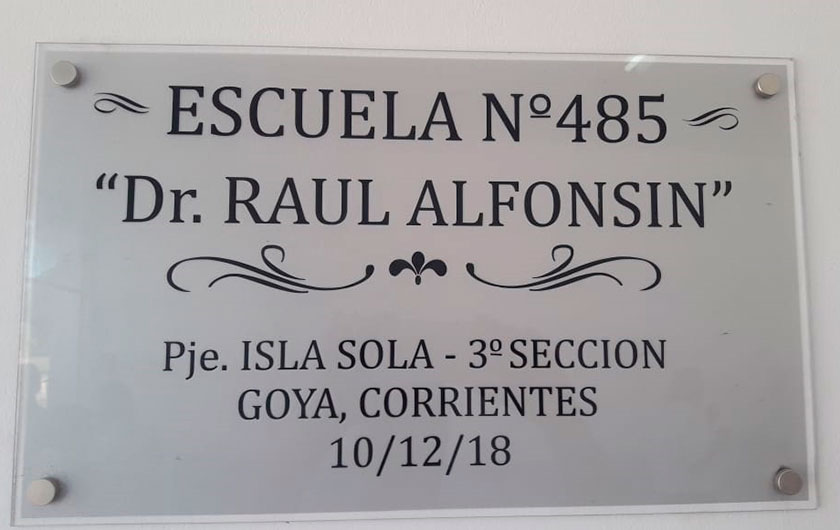 ESCUELA Nº485
“Dr. RAUL ALFONSIN”
Pje. ISLA SOLA - 3º SECCION
GOYA, CORRIENTES
10/12/18